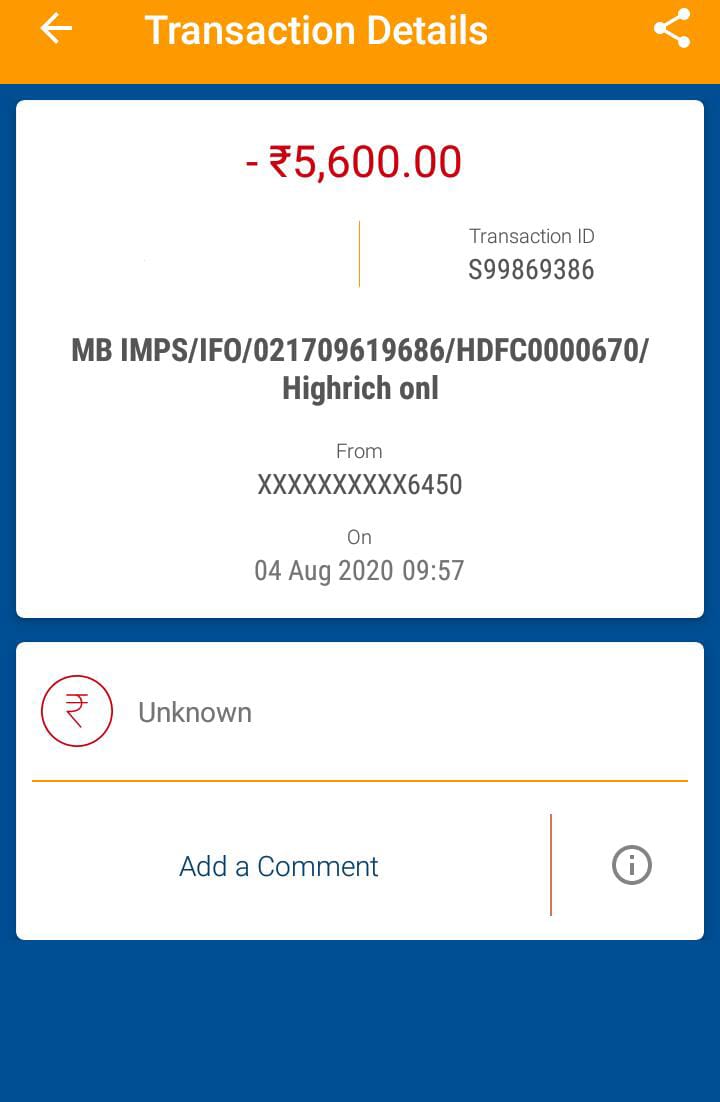 Transaction Details
- ₹5,600.00
Transaction ID
S99869386
MB IMPS/IFO/021709619686/HDFC0000670/
Highrich onl
From
XXXXXXXXXX6450
On
04 Aug 2020 09:57
₹ Unknown
Add a Comment